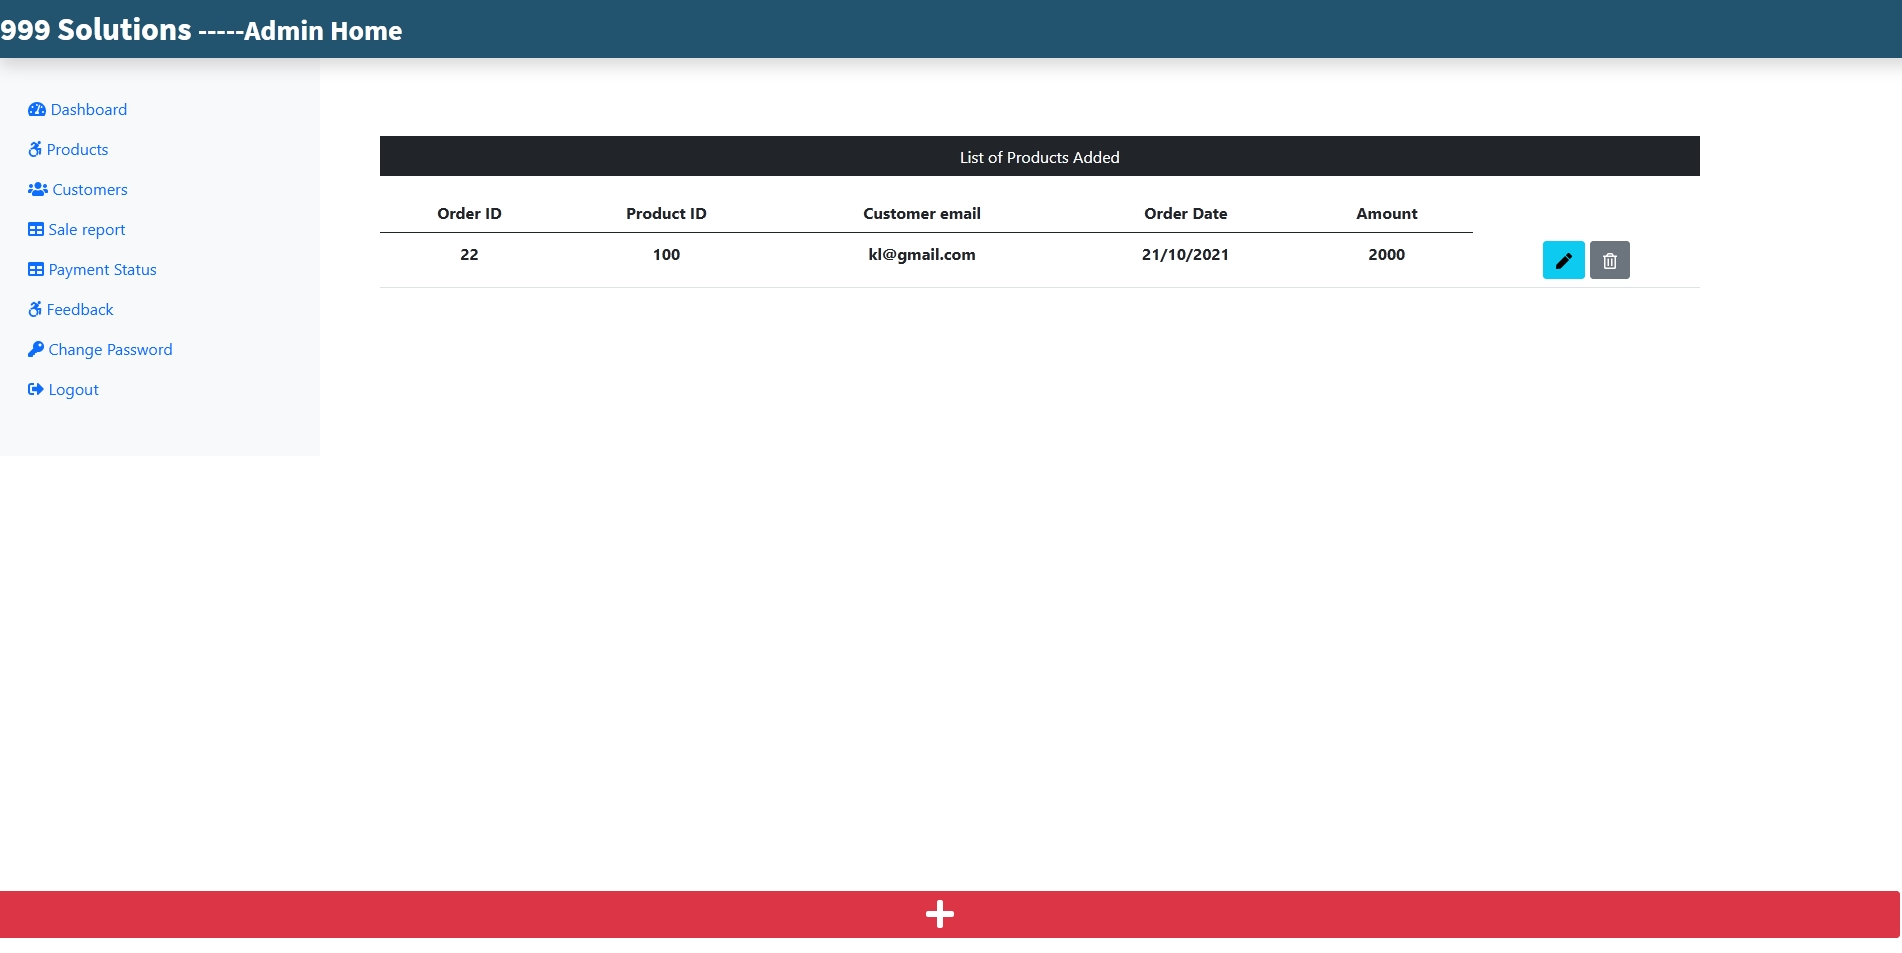 999 Solutions -----Admin Home
Dashboard
Products
Customers
Sale report
Payment Status
Feedback
Change Password
Logout
List of Products Added
Order ID Product ID Customer email Order Date Amount
22 100 kl@gmail.com 21/10/2021 2000